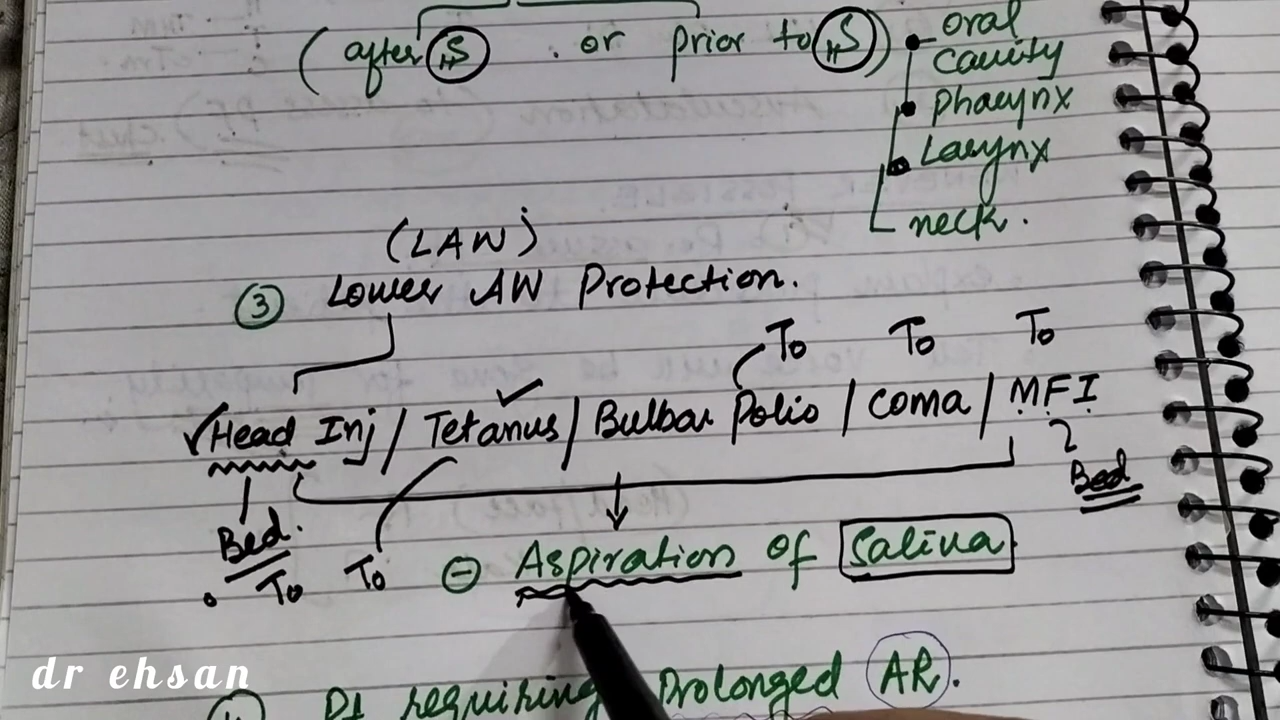 (after S or prior to S)
oral
cavity
Pharynx
Larynx
neck.
(LAW)
③ Lower AW Protection.
To To To
Head Inj / Tetanus / Bulbar Polio / Coma / MFI
Bed.
Bed
To To
⊖ Aspiration of Saliva
Pt requiring Prolonged AR.
dr ehsan